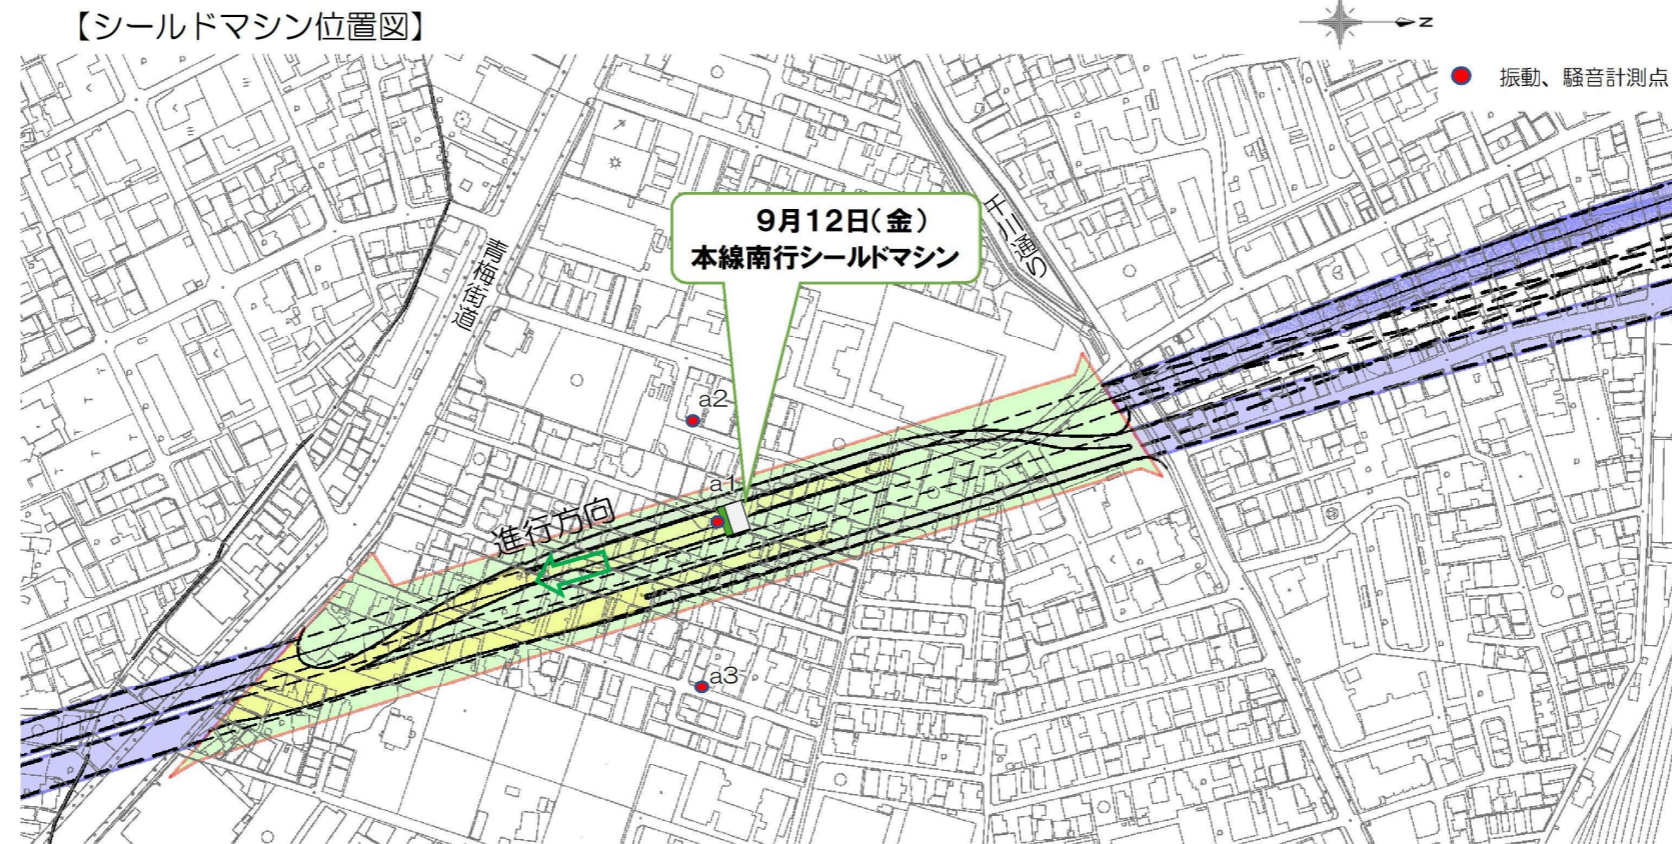 【シールドマシン位置図】
N
振動、騒音計測点
9月12日(金)
本線南行シールドマシン
千川通り
青梅街道
a2
a1
進行方向
a3